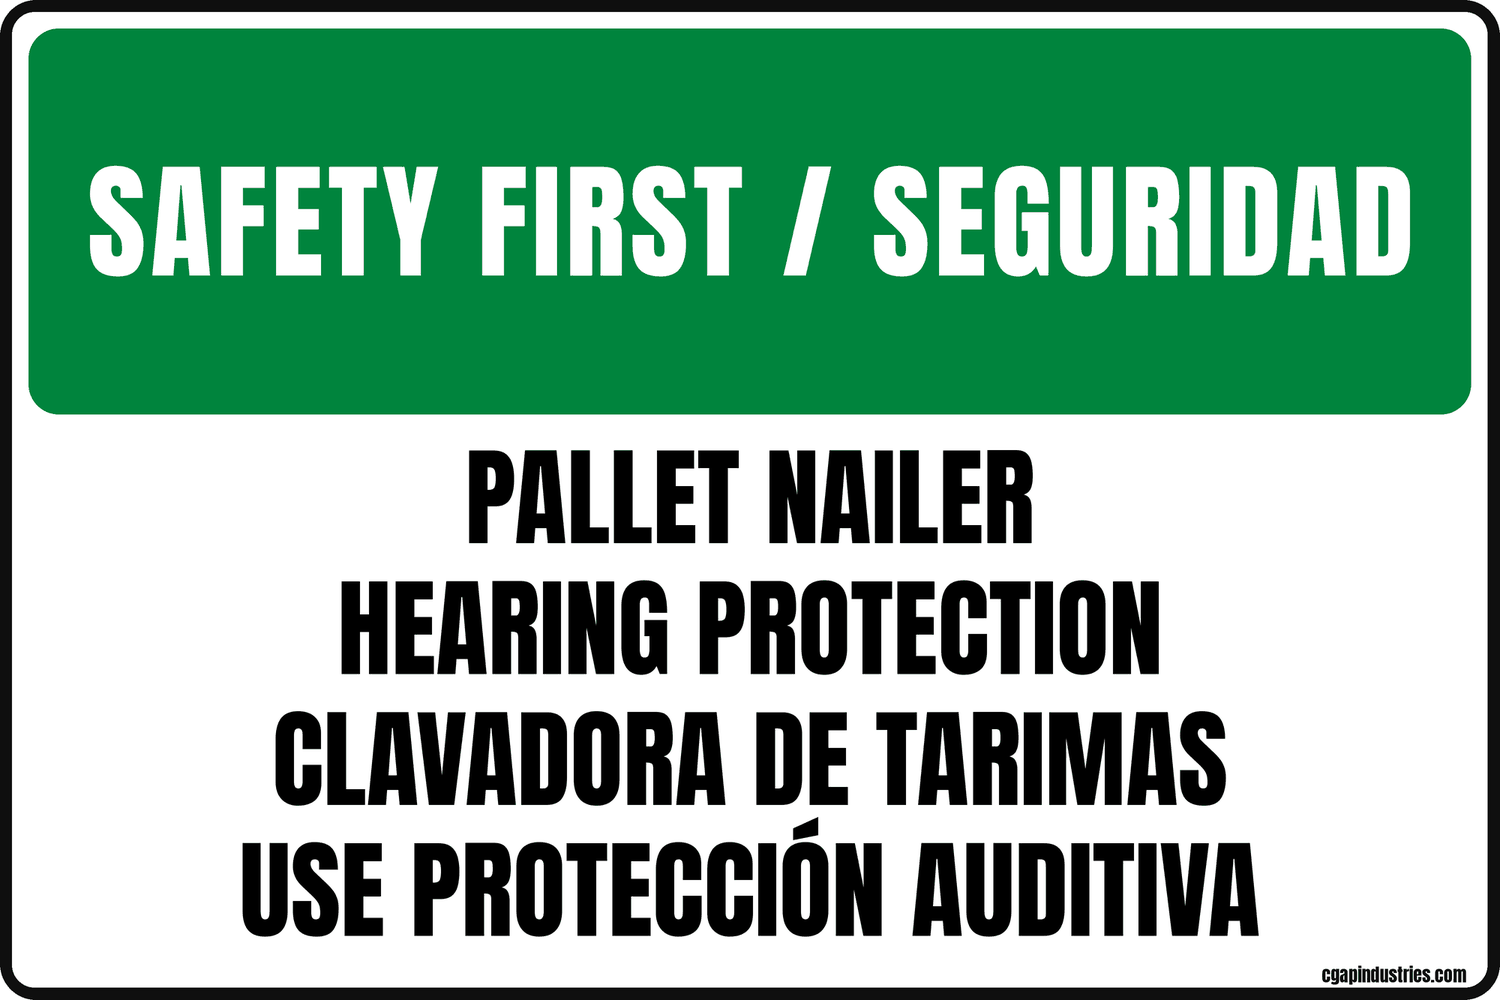 SAFETY FIRST / SEGURIDAD
PALLET NAILER
HEARING PROTECTION
CLAVADORA DE TARIMAS
USE PROTECCIÓN AUDITIVA
cgapindustries.com